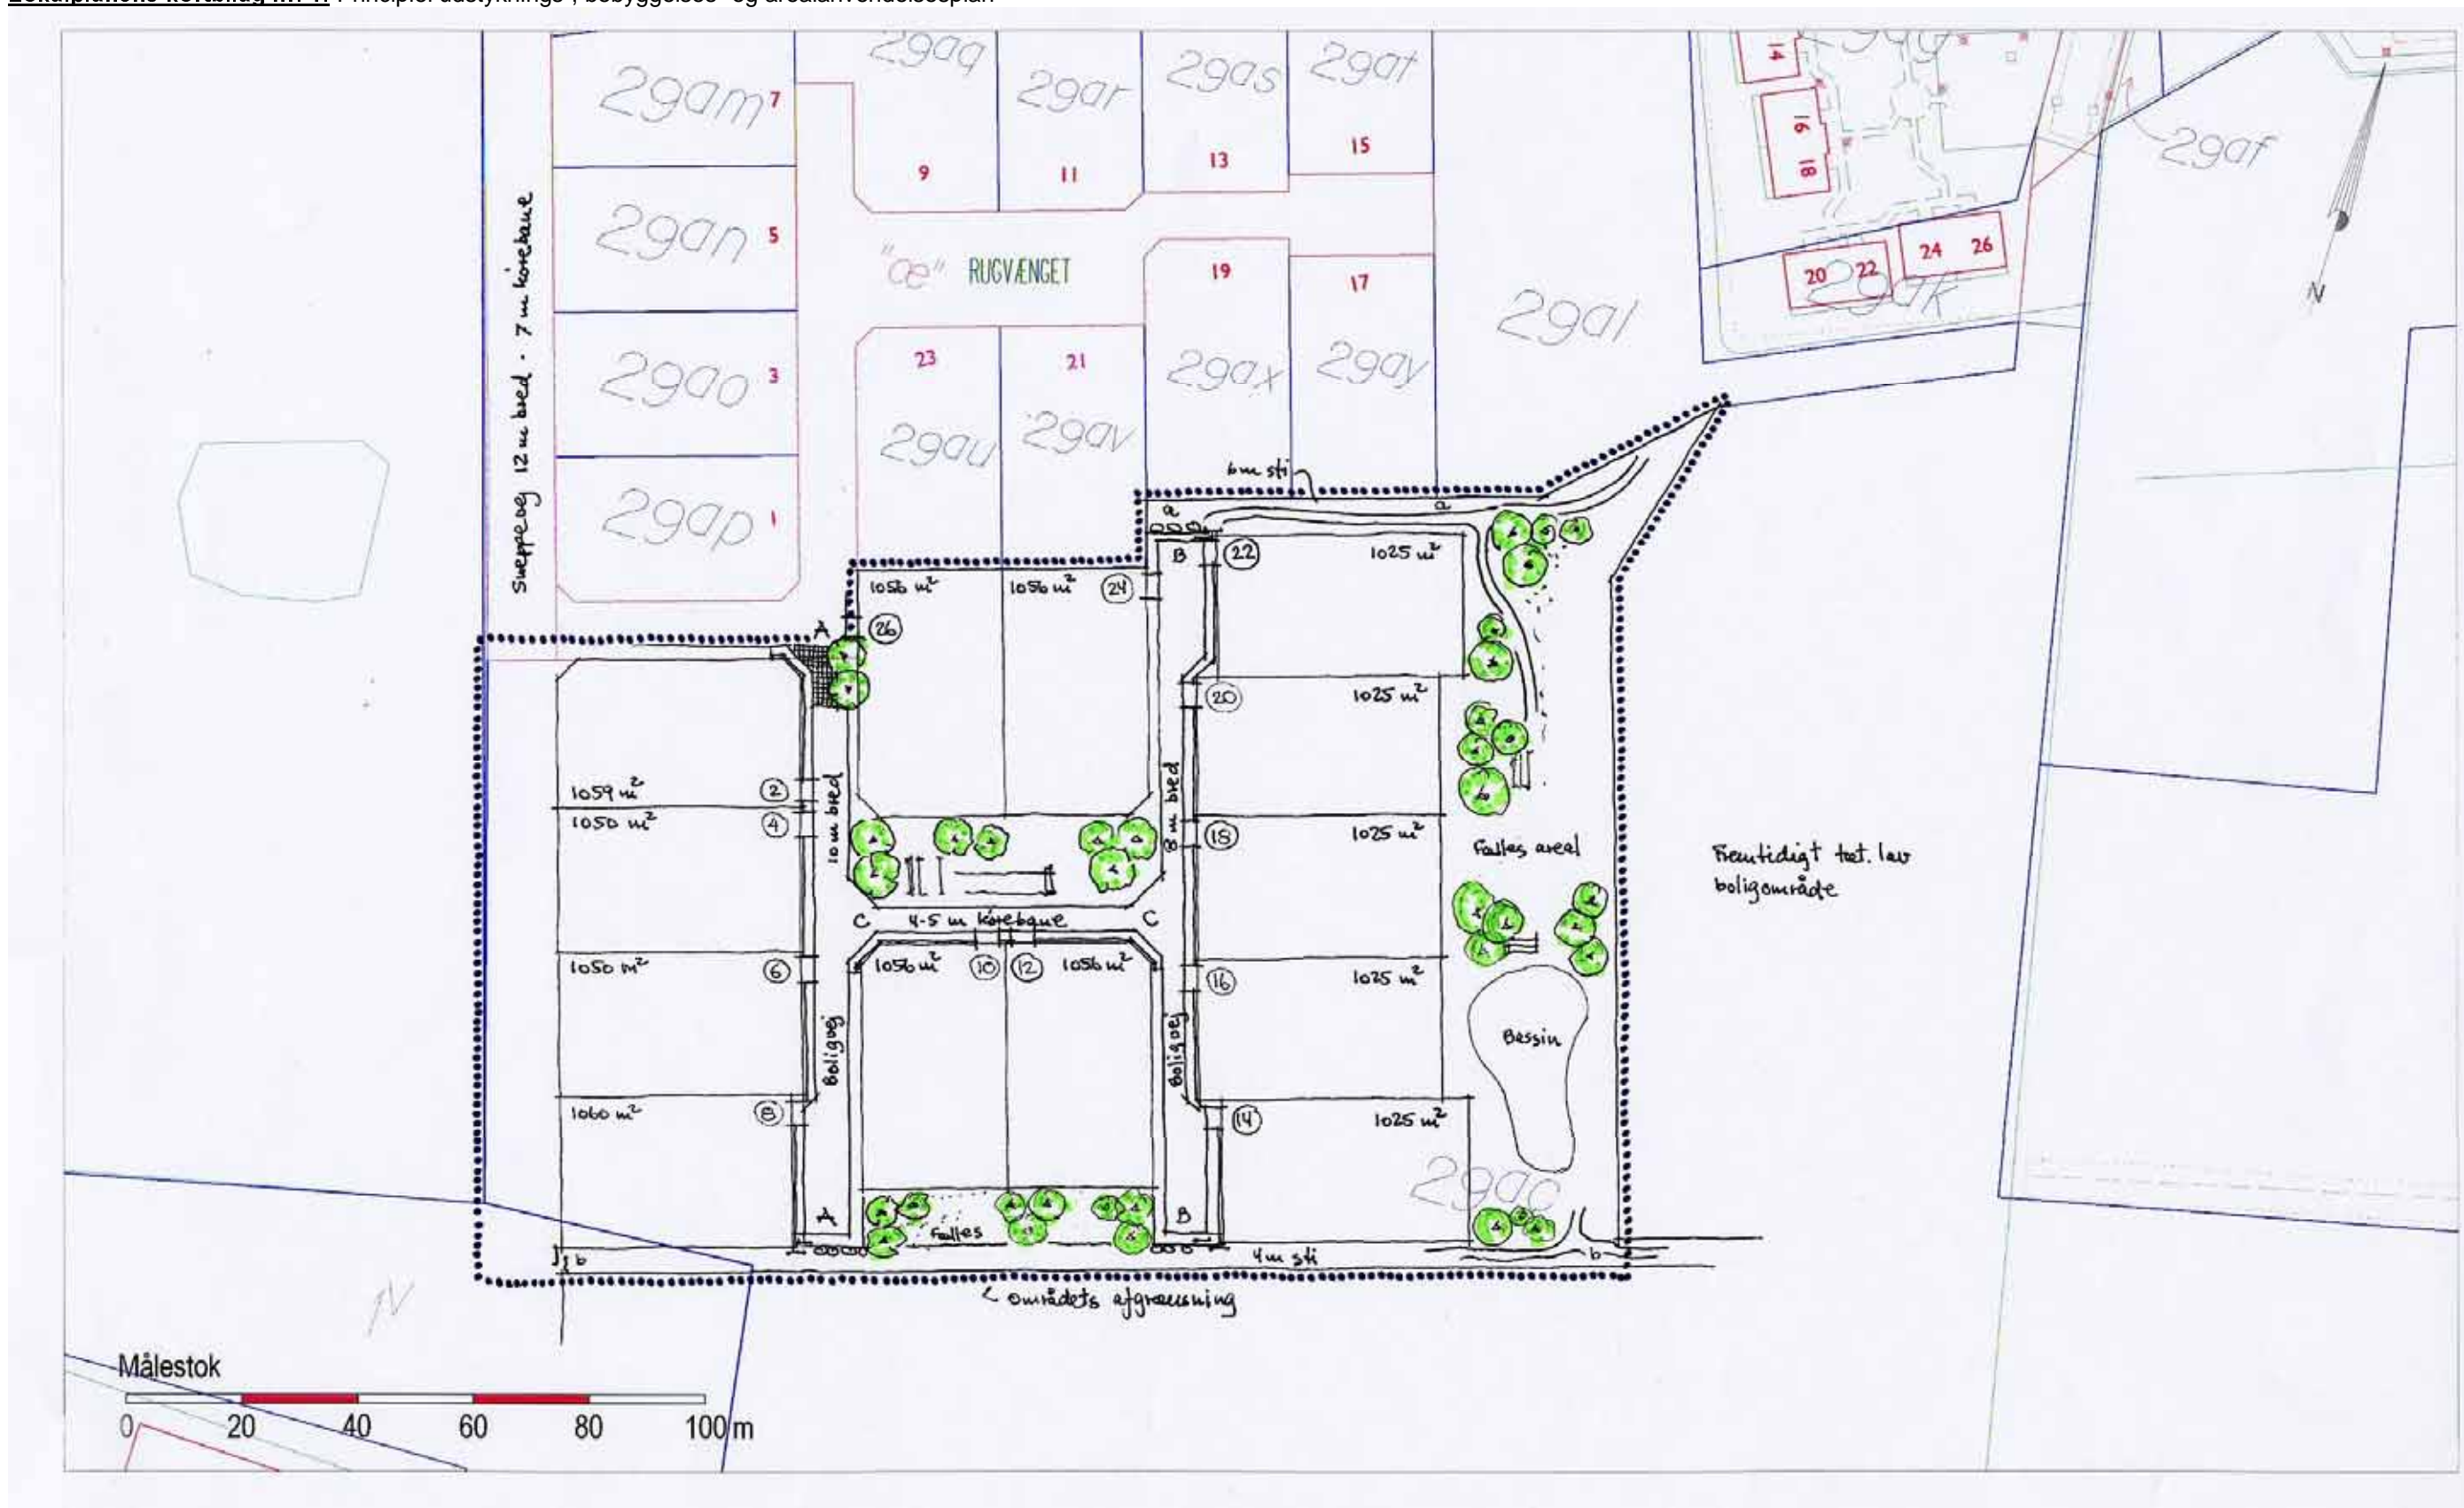 Principiel udstyknings-, bebyggelses- og arealanvendelsesplan
29am 7
29aq
9
29ar
11
29as
13
29at
15
14
16
18
29af
N
29an 5
"œ" RUGVÆNGET
19
17
20 22
24 26
29ak
29al
12 m bred . 7 m kørebane
29ao 3
23
21
29au
29av
29ax
29ay
29ap 1
6m sti
a
a
B
22
1025 m²
1056 m²
1056 m²
24
26
A
20
1025 m²
10 m bred
8 m bred
1059 m²
2
1050 m²
4
18
1025 m²
Fælles areal
Fremtidigt tæt. lav
boligområde
C
4-5 m kørebane
C
1050 m²
6
1056 m²
10
12
1056 m²
16
1025 m²
Boligvej
Boligvej
Bassin
1060 m²
8
14
1025 m²
A
Fælles
B
b
4m sti
b
områdets afgrænsning
N
Målestok
0 20 40 60 80 100 m